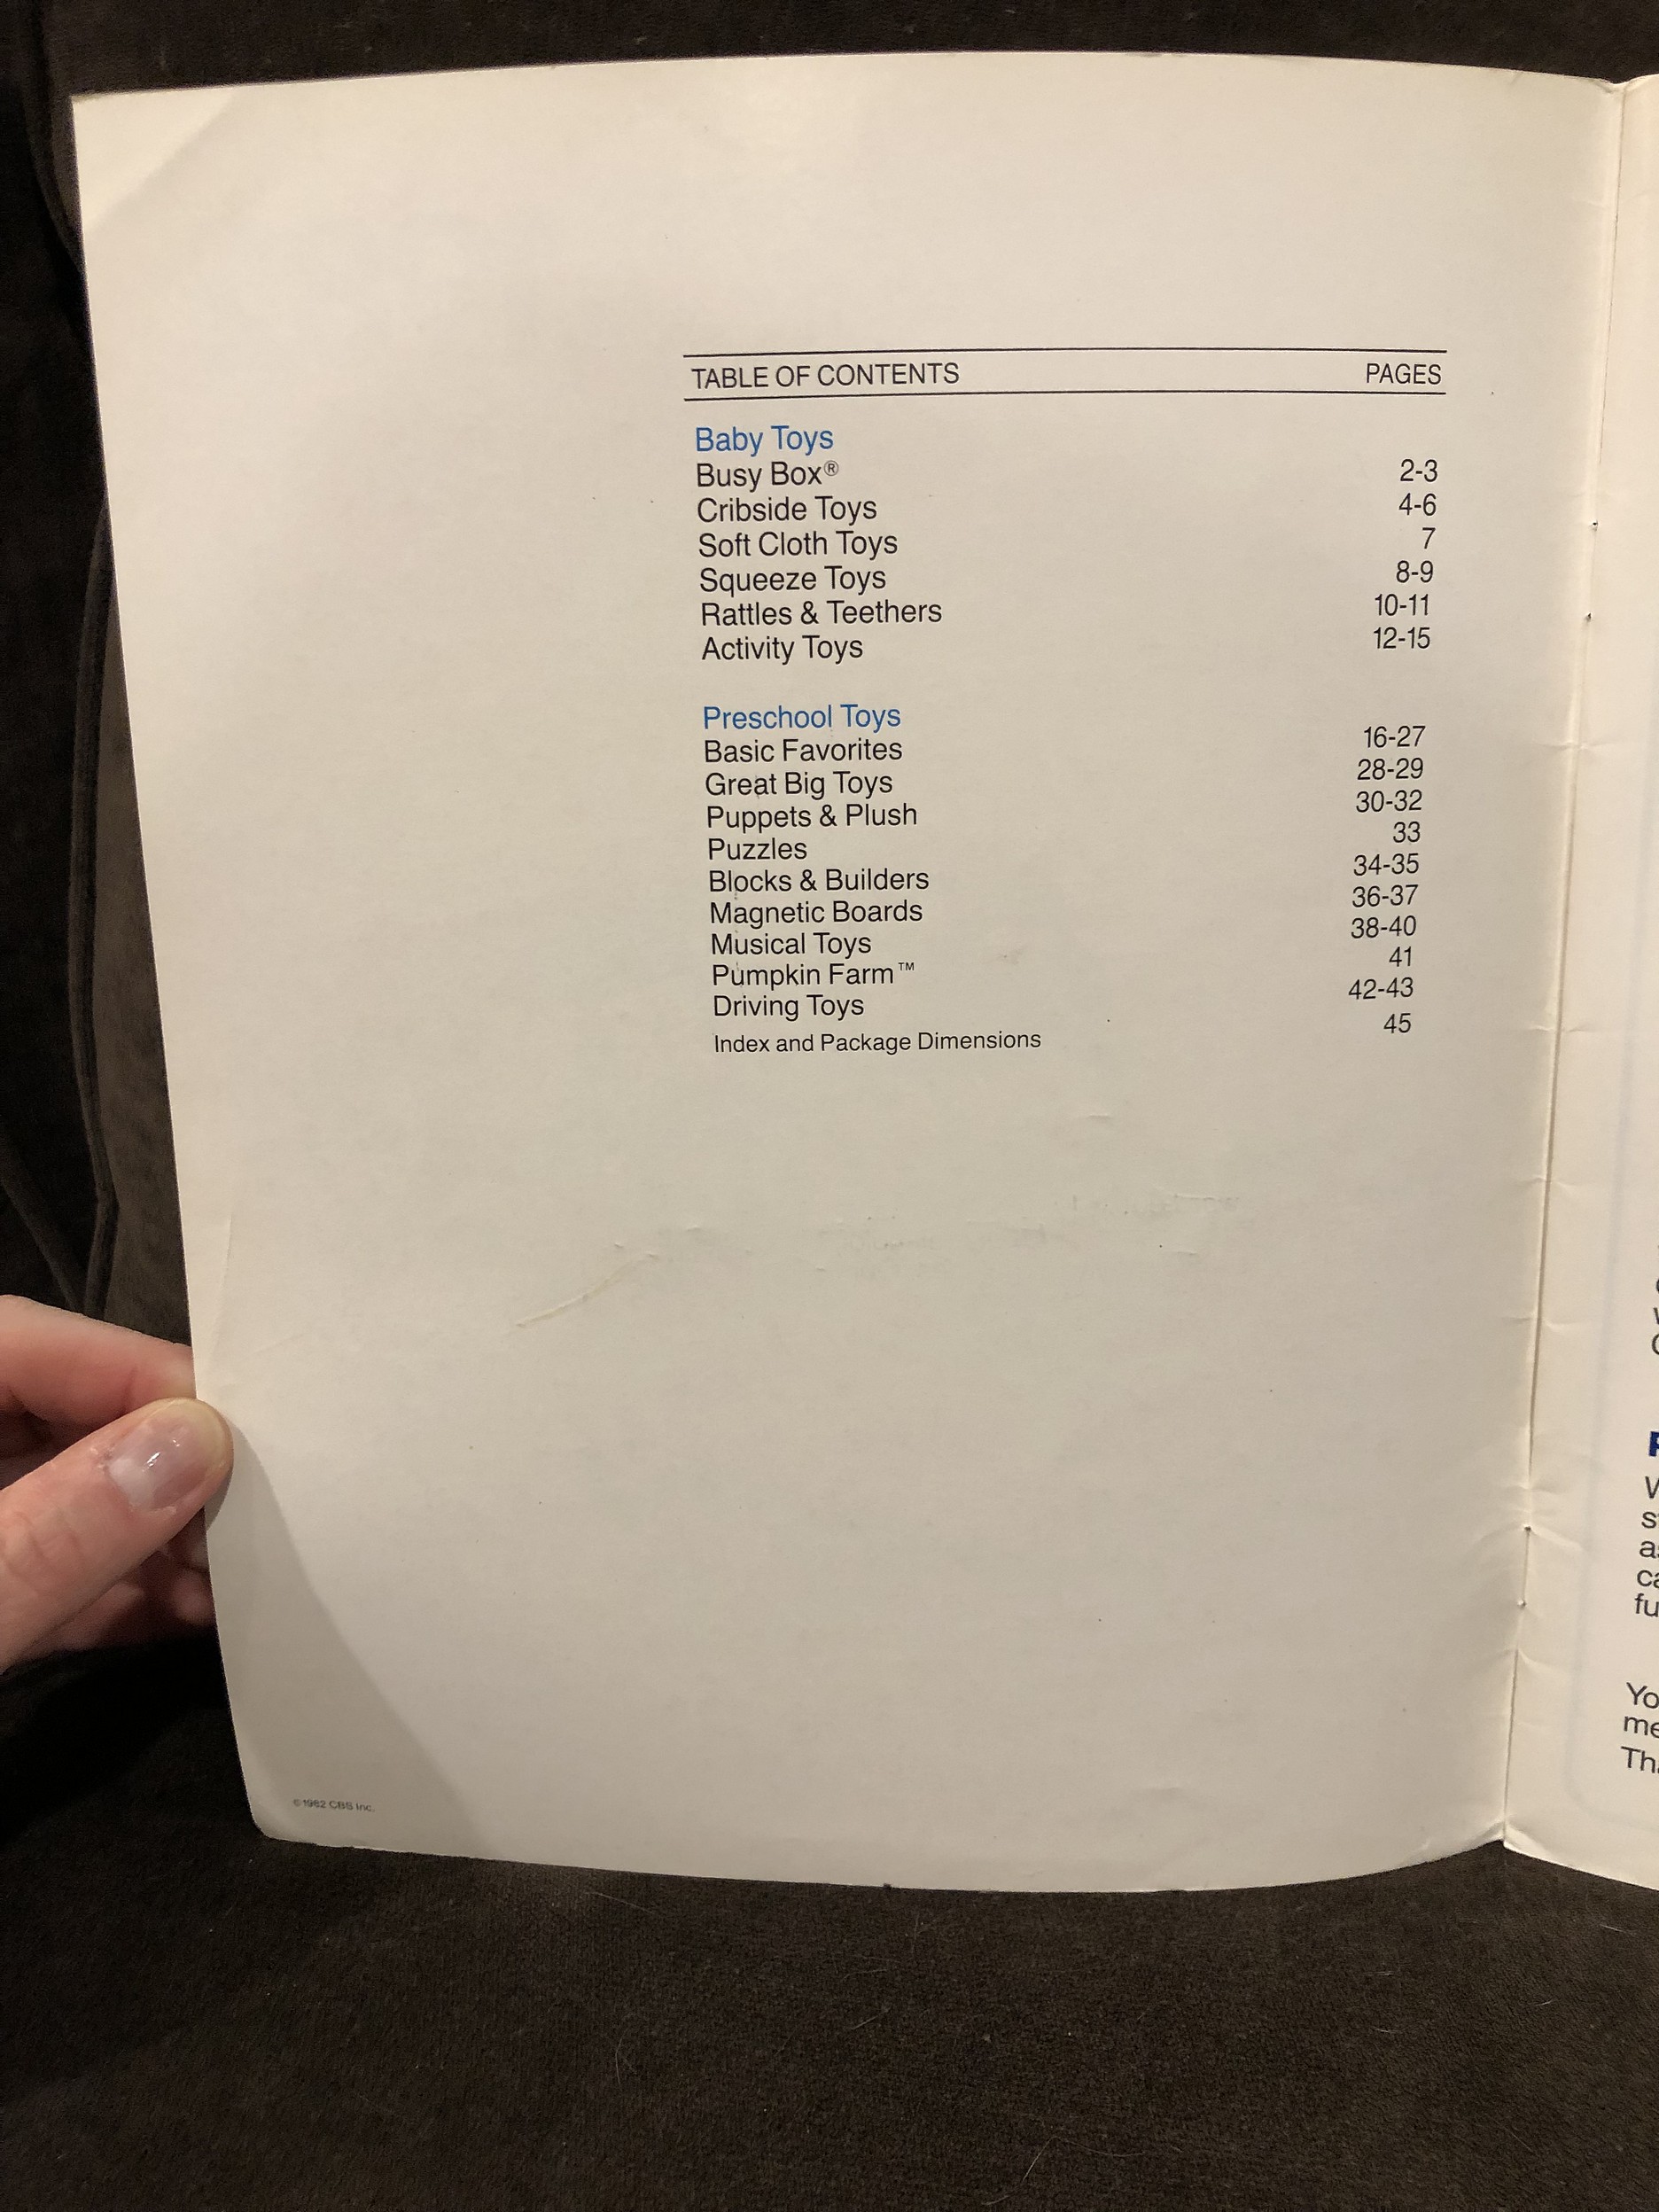 TABLE OF CONTENTS PAGES
Baby Toys
Busy Box® 2-3
Cribside Toys 4-6
Soft Cloth Toys 7
Squeeze Toys 8-9
Rattles & Teethers 10-11
Activity Toys 12-15
Preschool Toys
Basic Favorites 16-27
Great Big Toys 28-29
Puppets & Plush 30-32
Puzzles 33
Blocks & Builders 34-35
Magnetic Boards 36-37
Musical Toys 38-40
Pumpkin Farm™ 41
Driving Toys 42-43
Index and Package Dimensions 45
©1982 CBS Inc.